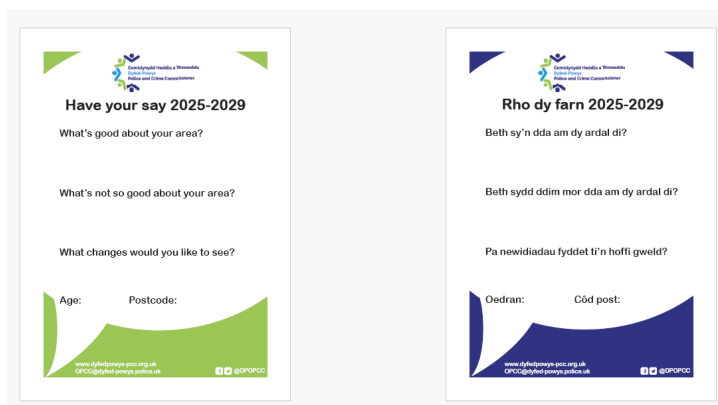 Comisiynydd Heddlu a Throseddu
Dyfed-Powys
Police and Crime Commissioner
Have your say 2025-2029
What's good about your area?
What's not so good about your area?
What changes would you like to see?
Age: Postcode:
www.dyfedpowys-pcc.org.uk
OPCC@dyfed-powys.police.uk
@DPOPCC
Comisiynydd Heddlu a Throseddu
Dyfed-Powys
Police and Crime Commissioner
Rho dy farn 2025-2029
Beth sy'n dda am dy ardal di?
Beth sydd ddim mor dda am dy ardal di?
Pa newidiadau fyddet ti'n hoffi gweld?
Oedran: Côd post:
www.dyfedpowys-pcc.org.uk
OPCC@dyfed-powys.police.uk
@DPOPCC